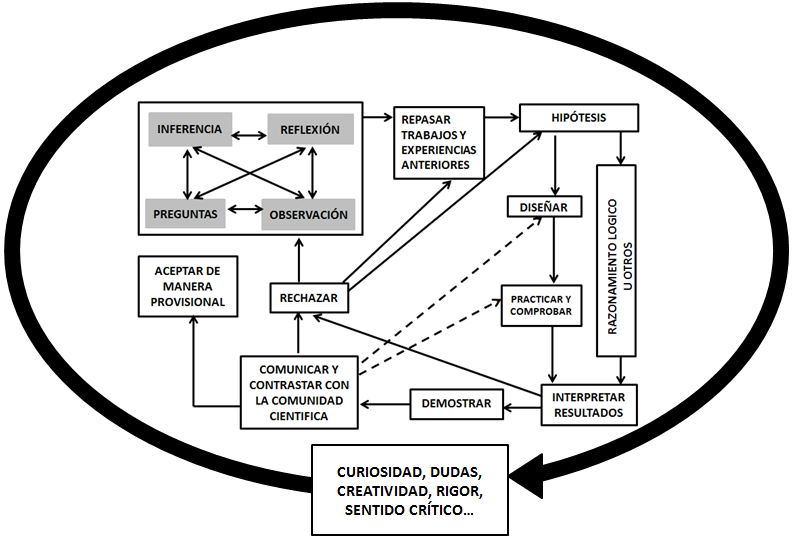 INFERENCIA
REFLEXIÓN
PREGUNTAS
OBSERVACIÓN
REPASAR
TRABAJOS Y
EXPERIENCIAS
ANTERIORES
HIPÓTESIS
DISEÑAR
RAZONAMIENTO LOGICO
U OTROS
PRACTICAR Y
COMPROBAR
ACEPTAR DE
MANERA
PROVISIONAL
RECHAZAR
COMUNICAR Y
CONTRASTAR CON
LA COMUNIDAD
CIENTIFICA
DEMOSTRAR
INTERPRETAR
RESULTADOS
CURIOSIDAD, DUDAS,
CREATIVIDAD, RIGOR,
SENTIDO CRÍTICO...